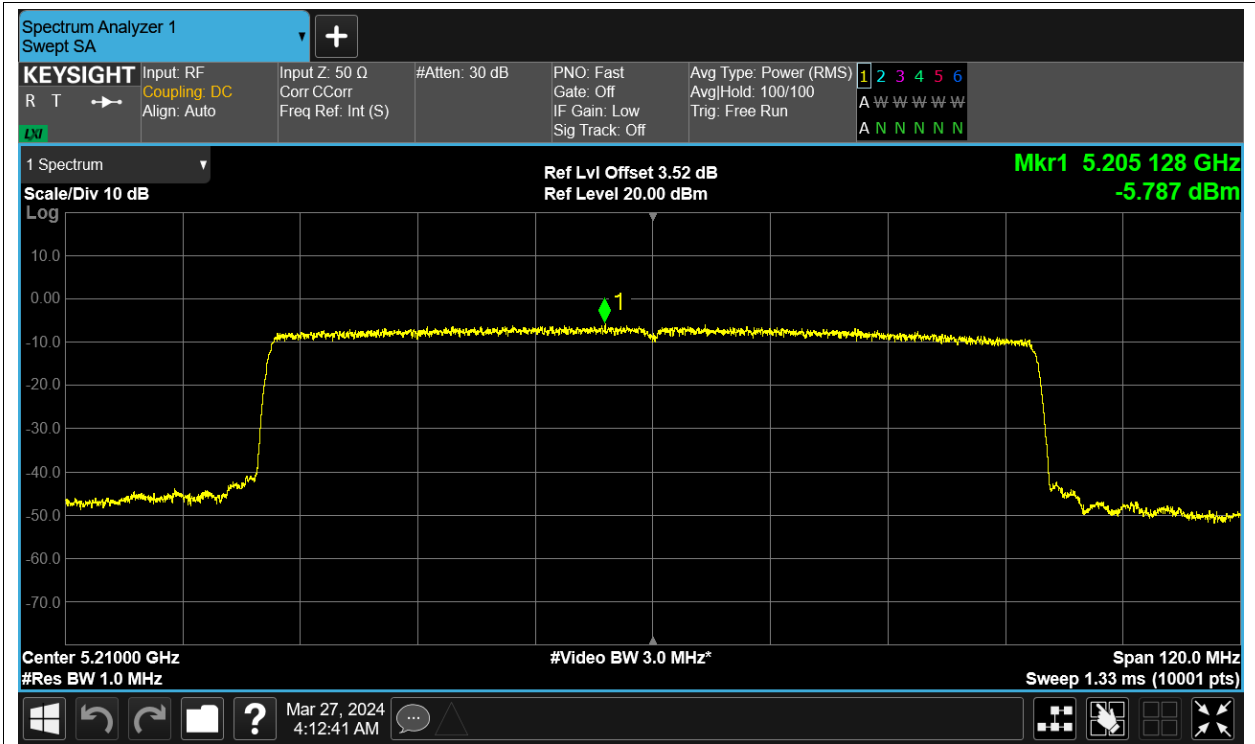 Spectrum Analyzer 1
Swept SA
+
KEYSIGHT
R T
LXI
Input: RF
Coupling: DC
Align: Auto
Input Z: 50 Ω
Corr CCorr
Freq Ref: Int (S)
#Atten: 30 dB
PNO: Fast
Gate: Off
IF Gain: Low
Sig Track: Off
Avg Type: Power (RMS)
Avg|Hold: 100/100
Trig: Free Run
1 2 3 4 5 6
A W W W W W
A N N N N N
1 Spectrum
Scale/Div 10 dB
Ref Lvl Offset 3.52 dB
Ref Level 20.00 dBm
Mkr1 5.205 128 GHz
-5.787 dBm
Log
10.0
0.00
-10.0
-20.0
-30.0
-40.0
-50.0
-60.0
-70.0
1
Center 5.21000 GHz
#Res BW 1.0 MHz
#Video BW 3.0 MHz*
Span 120.0 MHz
Sweep 1.33 ms (10001 pts)
?
Mar 27, 2024
4:12:41 AM